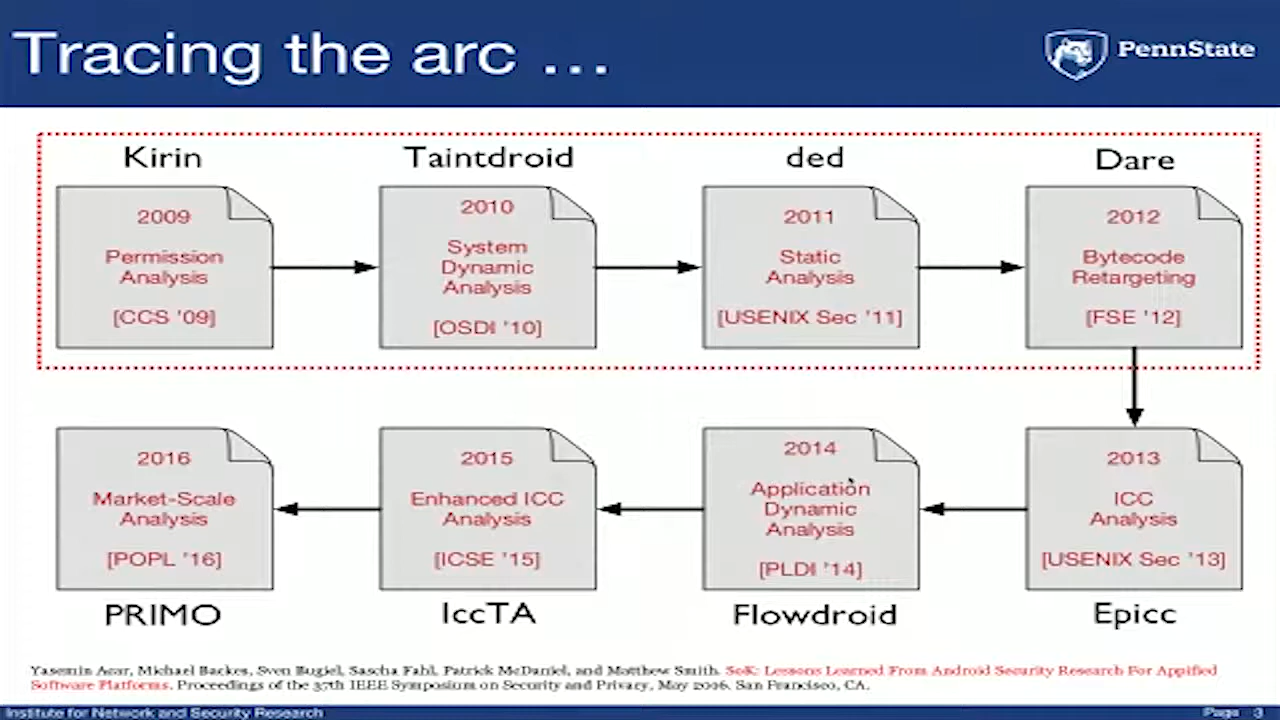 Tracing the arc ...
PennState
Kirin
Taintdroid
ded
Dare
2009
Permission
Analysis
[CCS '09]
2010
System
Dynamic
Analysis
[OSDI '10]
2011
Static
Analysis
[USENIX Sec '11]
2012
Bytecode
Retargeting
[FSE '12]
2016
Market-Scale
Analysis
[POPL '16]
2015
Enhanced ICC
Analysis
[ICSE '15]
2014
Application
Dynamic
Analysis
[PLDI '14]
2013
ICC
Analysis
[USENIX Sec '13]
PRIMO
IccTA
Flowdroid
Epicc
Yasemin Acar, Michael Backes, Sven Bugiel, Sascha Fahl, Patrick McDaniel, and Matthew Smith. SoK: Lessons Learned From Android Security Research For Appified
Software Platforms. Proceedings of the 37th IEEE Symposium on Security and Privacy, May 2016. San Francisco, CA.
Institute for Network and Security Research
Page 3